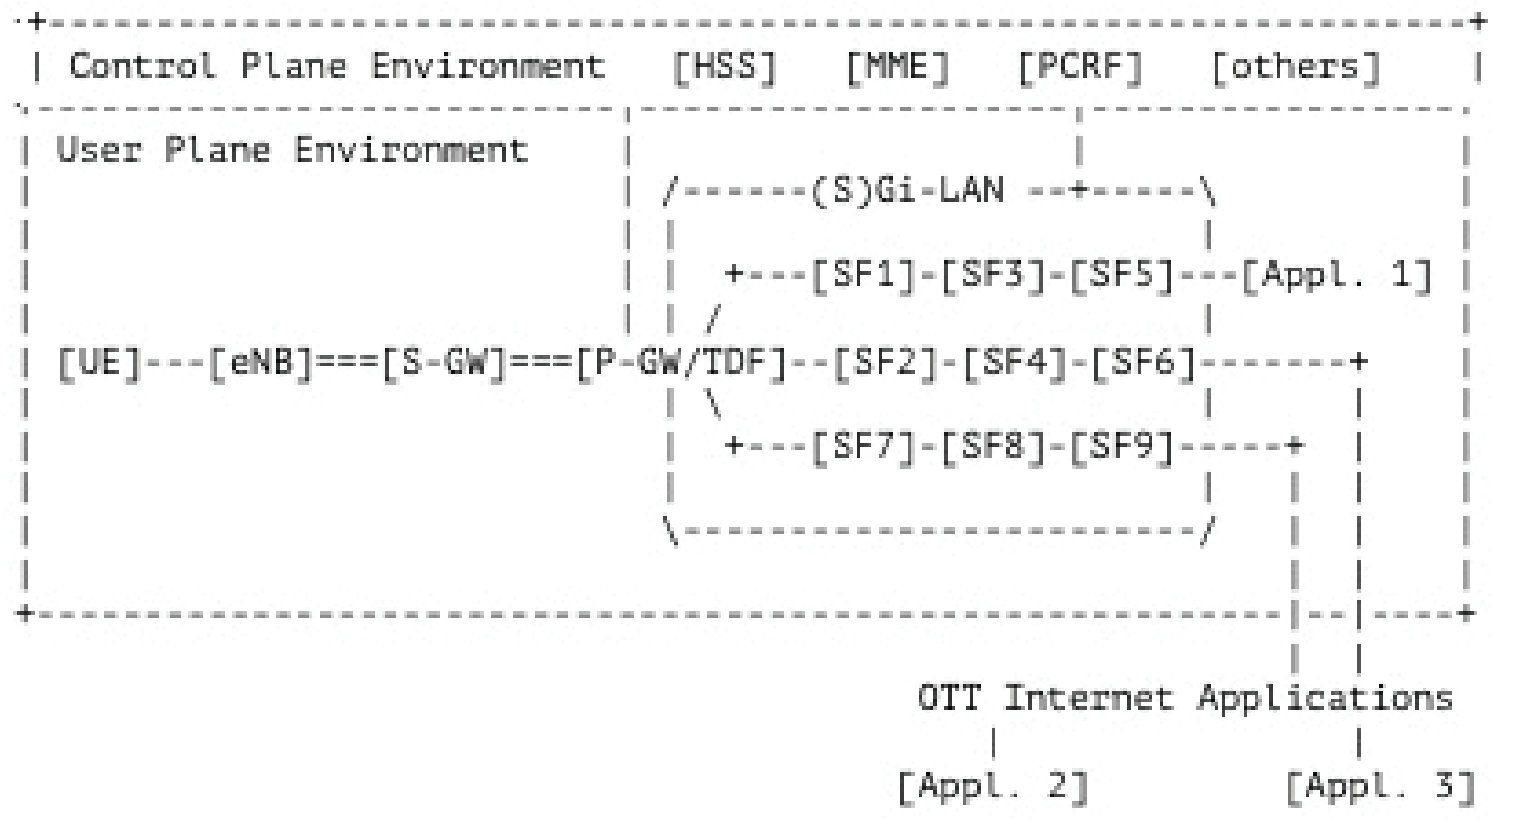 Control Plane Environment [HSS] [MME] [PCRF] [others]
User Plane Environment
/------(S)Gi-LAN --+-----\
+---[SF1]-[SF3]-[SF5]---[Appl. 1]
[UE]---[eNB]===[S-GW]===[P-GW/TDF]--[SF2]-[SF4]-[SF6]-------+
+---[SF7]-[SF8]-[SF9]-----+
OTT Internet Applications
[Appl. 2] [Appl. 3]